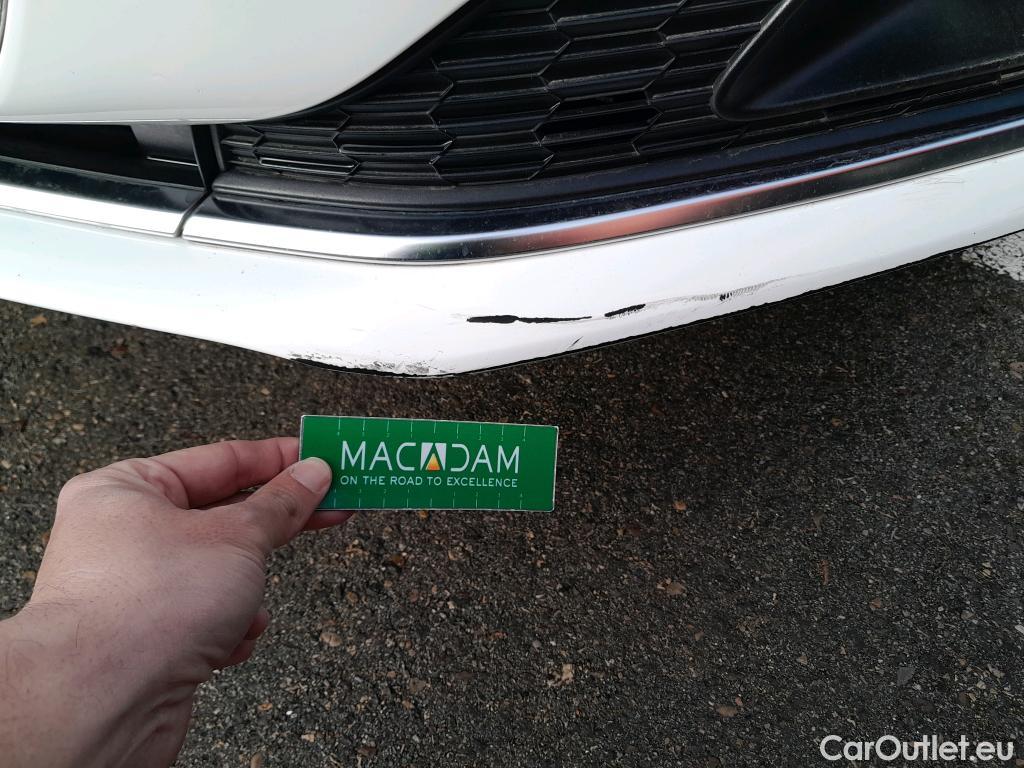 MACADAM
ON THE ROAD TO EXCELLENCE
CarOutlet.eu